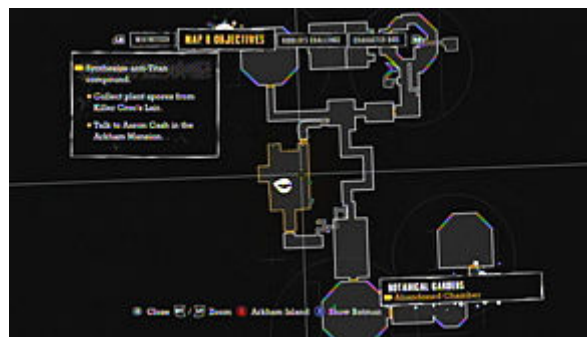 MAP & OBJECTIVES
RIDDLER'S CHALLENGE
CHARACTER BIOS
Synthesize anti-Titan
compound.
Collect plant spores from
Killer Croc's Lair.
Talk to Aaron Cash in the
Arkham Mansion.
BOTANICAL GARDENS
Abandoned Chamber
Close
Zoom
Arkham Island
Show Batman